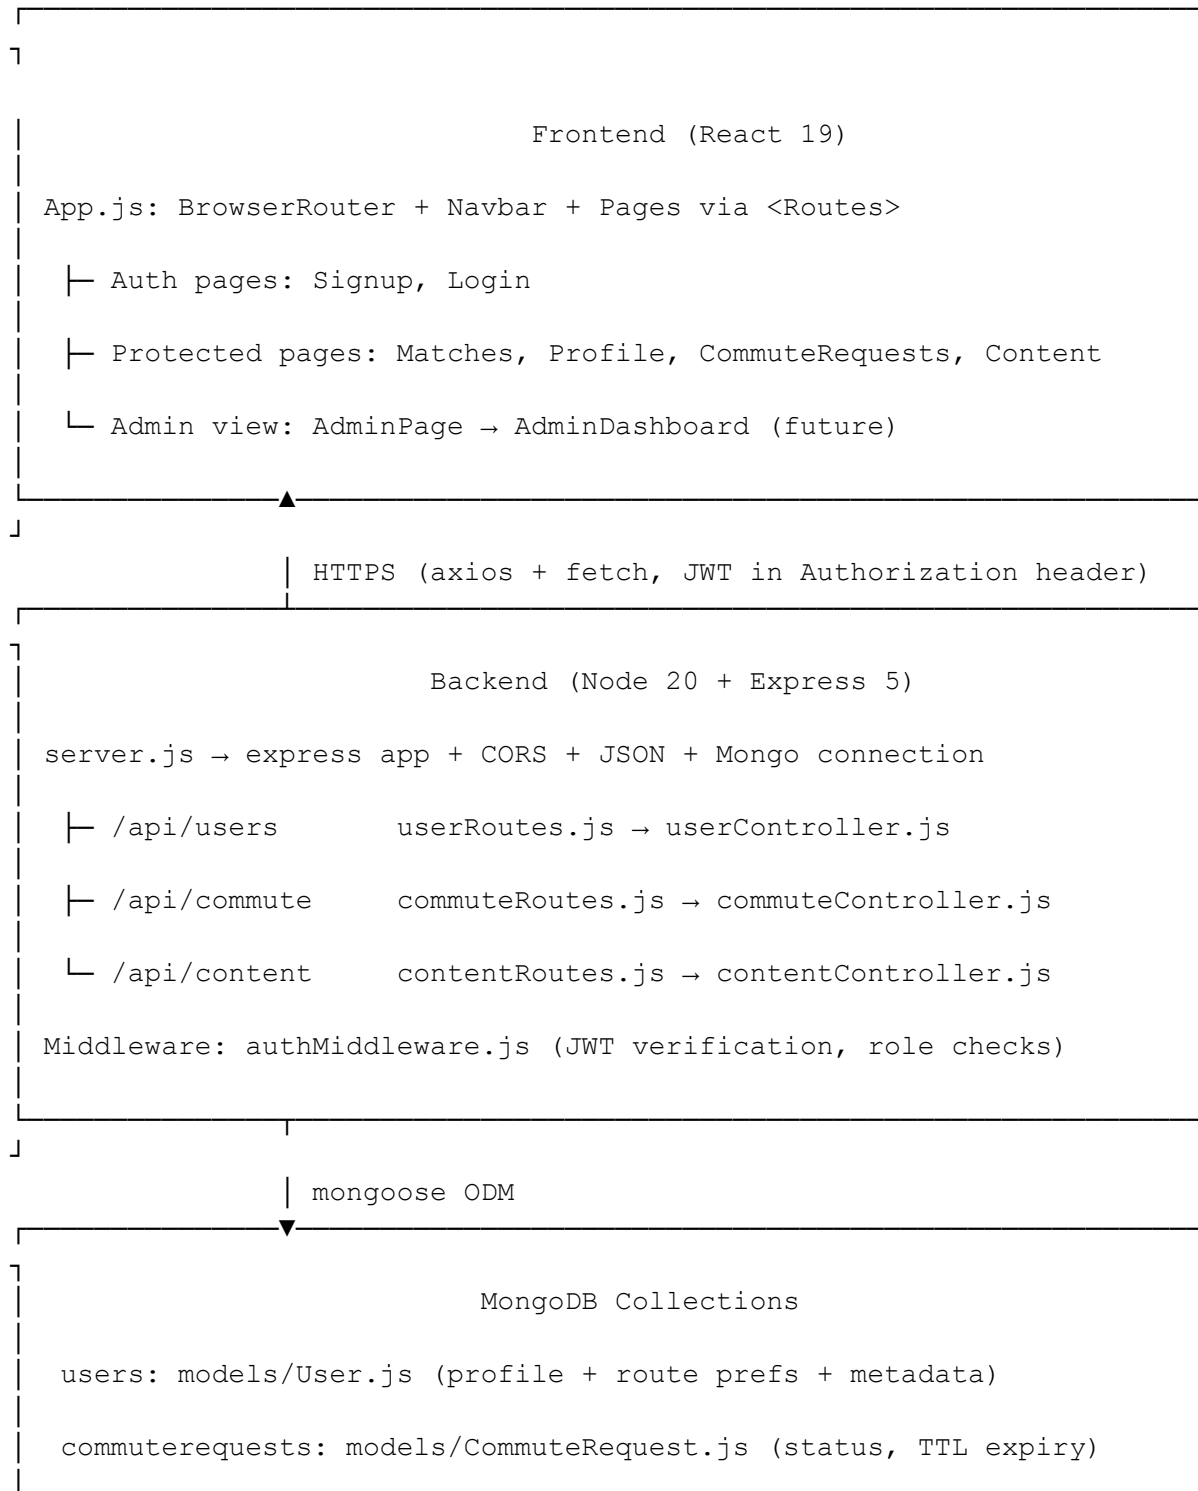 Frontend (React 19)
App.js: BrowserRouter + Navbar + Pages via <Routes>
├─ Auth pages: Signup, Login
├─ Protected pages: Matches, Profile, CommuteRequests, Content
└─ Admin view: AdminPage → AdminDashboard (future)
│ HTTPS (axios + fetch, JWT in Authorization header)
Backend (Node 20 + Express 5)
server.js → express app + CORS + JSON + Mongo connection
├─ /api/users userRoutes.js → userController.js
├─ /api/commute commuteRoutes.js → commuteController.js
└─ /api/content contentRoutes.js → contentController.js
Middleware: authMiddleware.js (JWT verification, role checks)
│ mongoose ODM
MongoDB Collections
users: models/User.js (profile + route prefs + metadata)
commuterequests: models/CommuteRequest.js (status, TTL expiry)